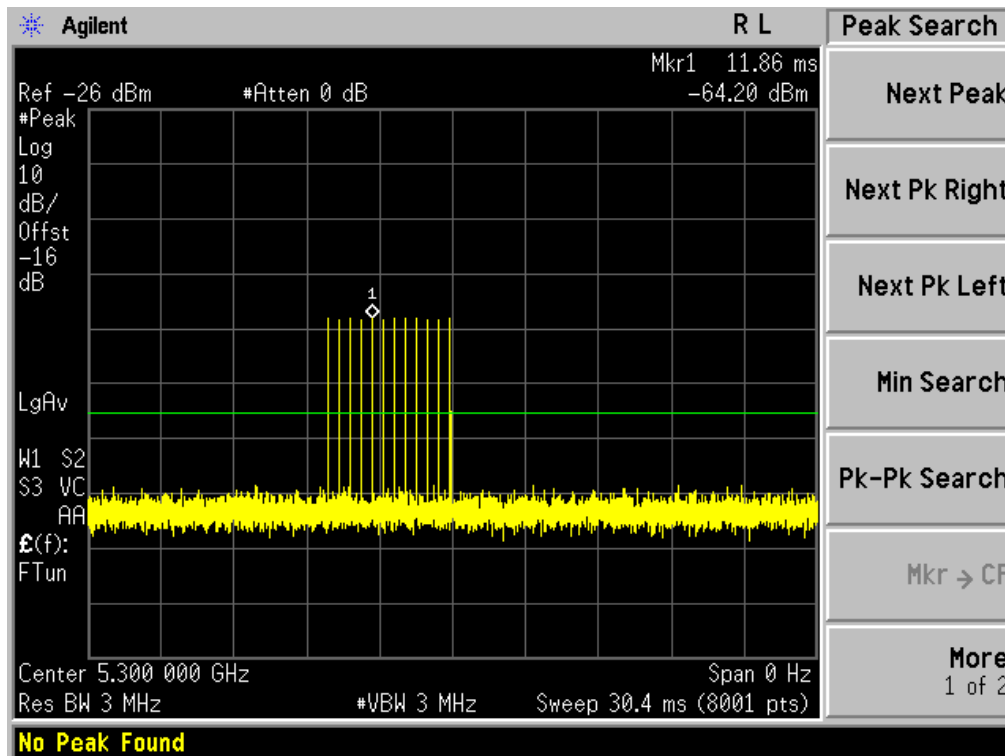 Agilent R L Peak Search
Mkr1 11.86 ms
Ref -26 dBm #Atten 0 dB -64.20 dBm
#Peak
Log
10
dB/
Offst
-16
dB
1
LgAv
W1 S2
S3 VC
AA
£(f):
FTun
Center 5.300 000 GHz Span 0 Hz
Res BW 3 MHz #VBW 3 MHz Sweep 30.4 ms (8001 pts)
No Peak Found
Next Peak
Next Pk Right
Next Pk Left
Min Search
Pk-Pk Search
Mkr → CF
More
1 of 2